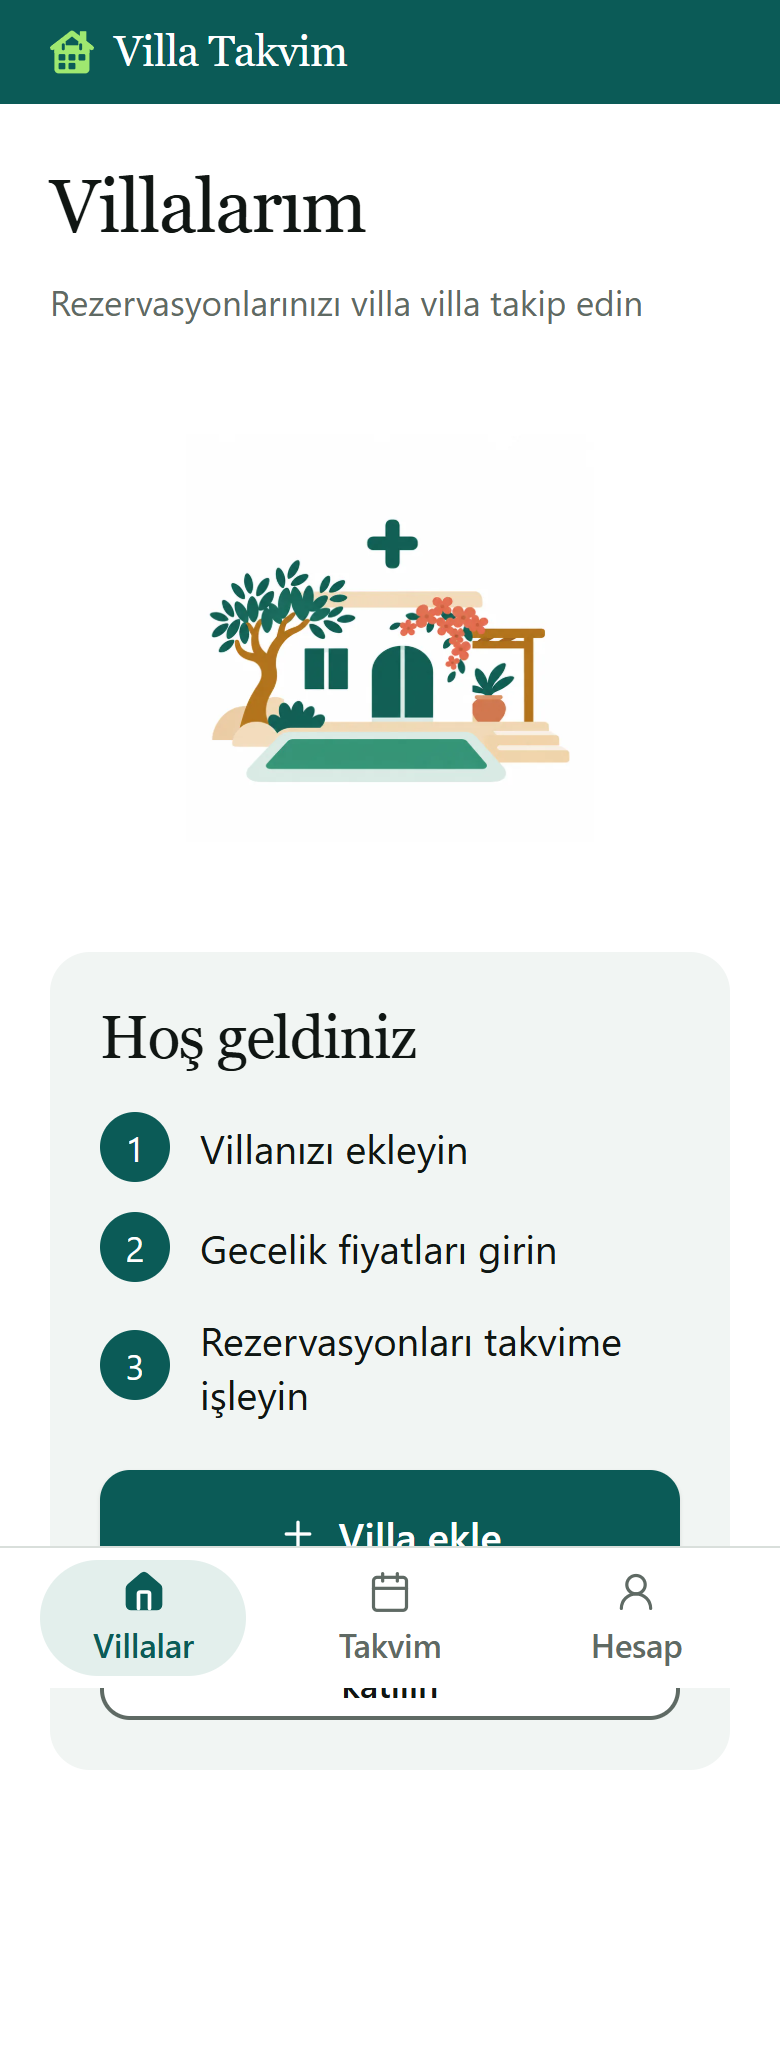 Villa Takvim
Villalarım
Rezervasyonlarınızı villa villa takip edin
Hoş geldiniz
1 Villanızı ekleyin
2 Gecelik fiyatları girin
3 Rezervasyonları takvime
işleyin
+ Villa ekle
Villalar Takvim Hesap
katılın